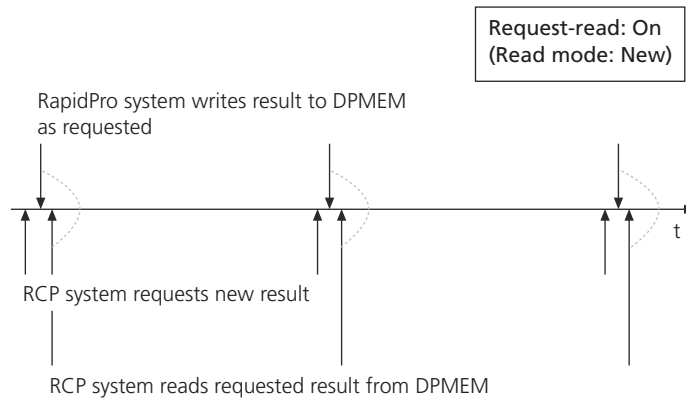 Request-read: On
(Read mode: New)
RapidPro system writes result to DPMEM
as requested
t
RCP system requests new result
RCP system reads requested result from DPMEM